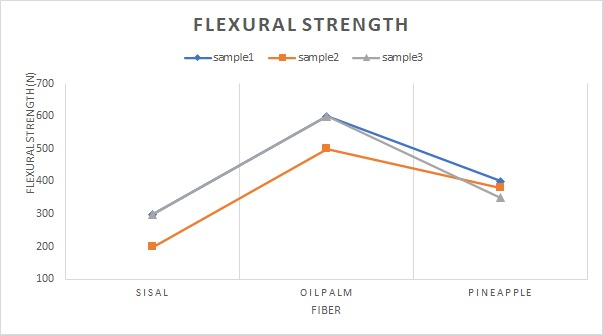 FLEXURAL STRENGTH
sample1 sample2 sample3
FLEXURAL STRENGTH (N)
700
600
500
400
300
200
100
SISAL OILPALM PINEAPPLE
FIBER